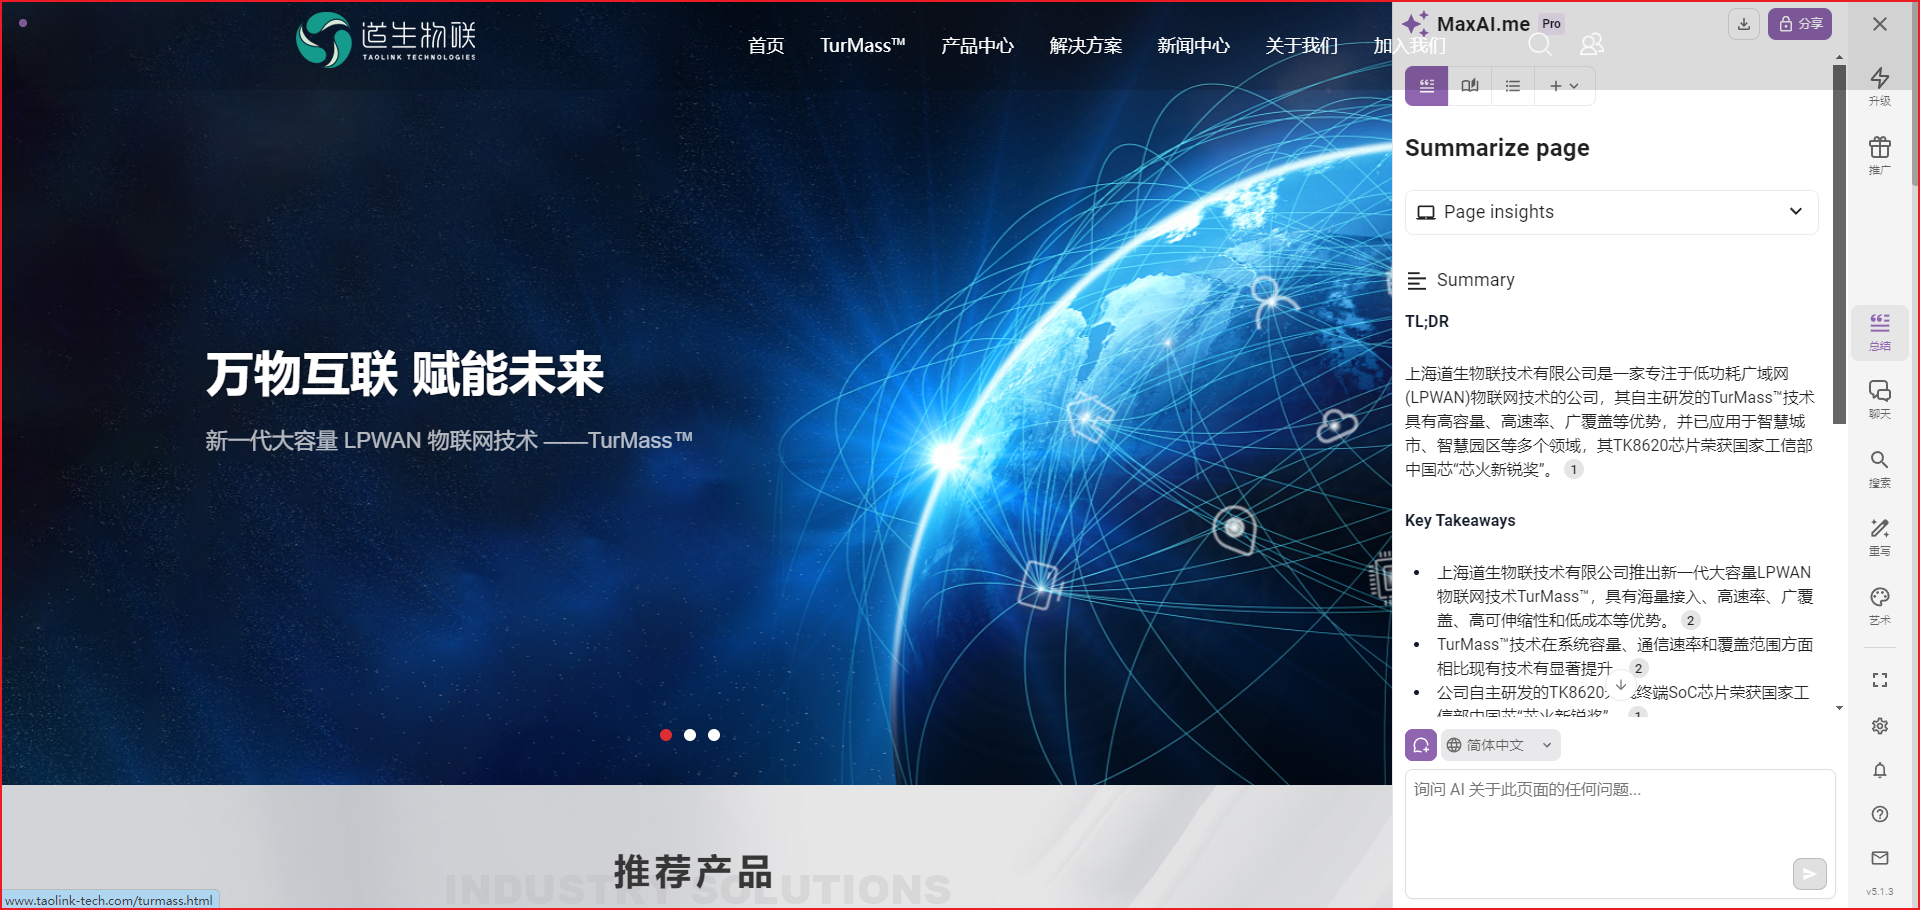 道生物联
TAOLINK TECHNOLOGIES
首页
TurMass™
产品中心
解决方案
新闻中心
关于我们
加入我们
万物互联 赋能未来
新一代大容量 LPWAN 物联网技术 ——TurMass™
推荐产品
INDUSTRY SOLUTIONS
www.taolink-tech.com/turmass.html
MaxAI.me Pro
分享
Summarize page
Page insights
Summary
TL;DR
上海道生物联技术有限公司是一家专注于低功耗广域网
(LPWAN)物联网技术的公司，其自主研发的TurMass™技术
具有高容量、高速率、广覆盖等优势，并已应用于智慧城
市、智慧园区等多个领域，其TK8620芯片荣获国家工信部
中国芯“芯火新锐奖”。 1
Key Takeaways
• 上海道生物联技术有限公司推出新一代大容量LPWAN
物联网技术TurMass™，具有海量接入、高速率、广覆
盖、高可伸缩性和低成本等优势。 2
• TurMass™技术在系统容量、通信速率和覆盖范围方面
相比现有技术有显著提升 2
• 公司自主研发的TK8620 终端SoC芯片荣获国家工
信部中国芯“芯火新锐奖” 1
简体中文
询问 AI 关于此页面的任何问题...
升级
推广
总结
聊天
搜索
重写
艺术
v5.1.3